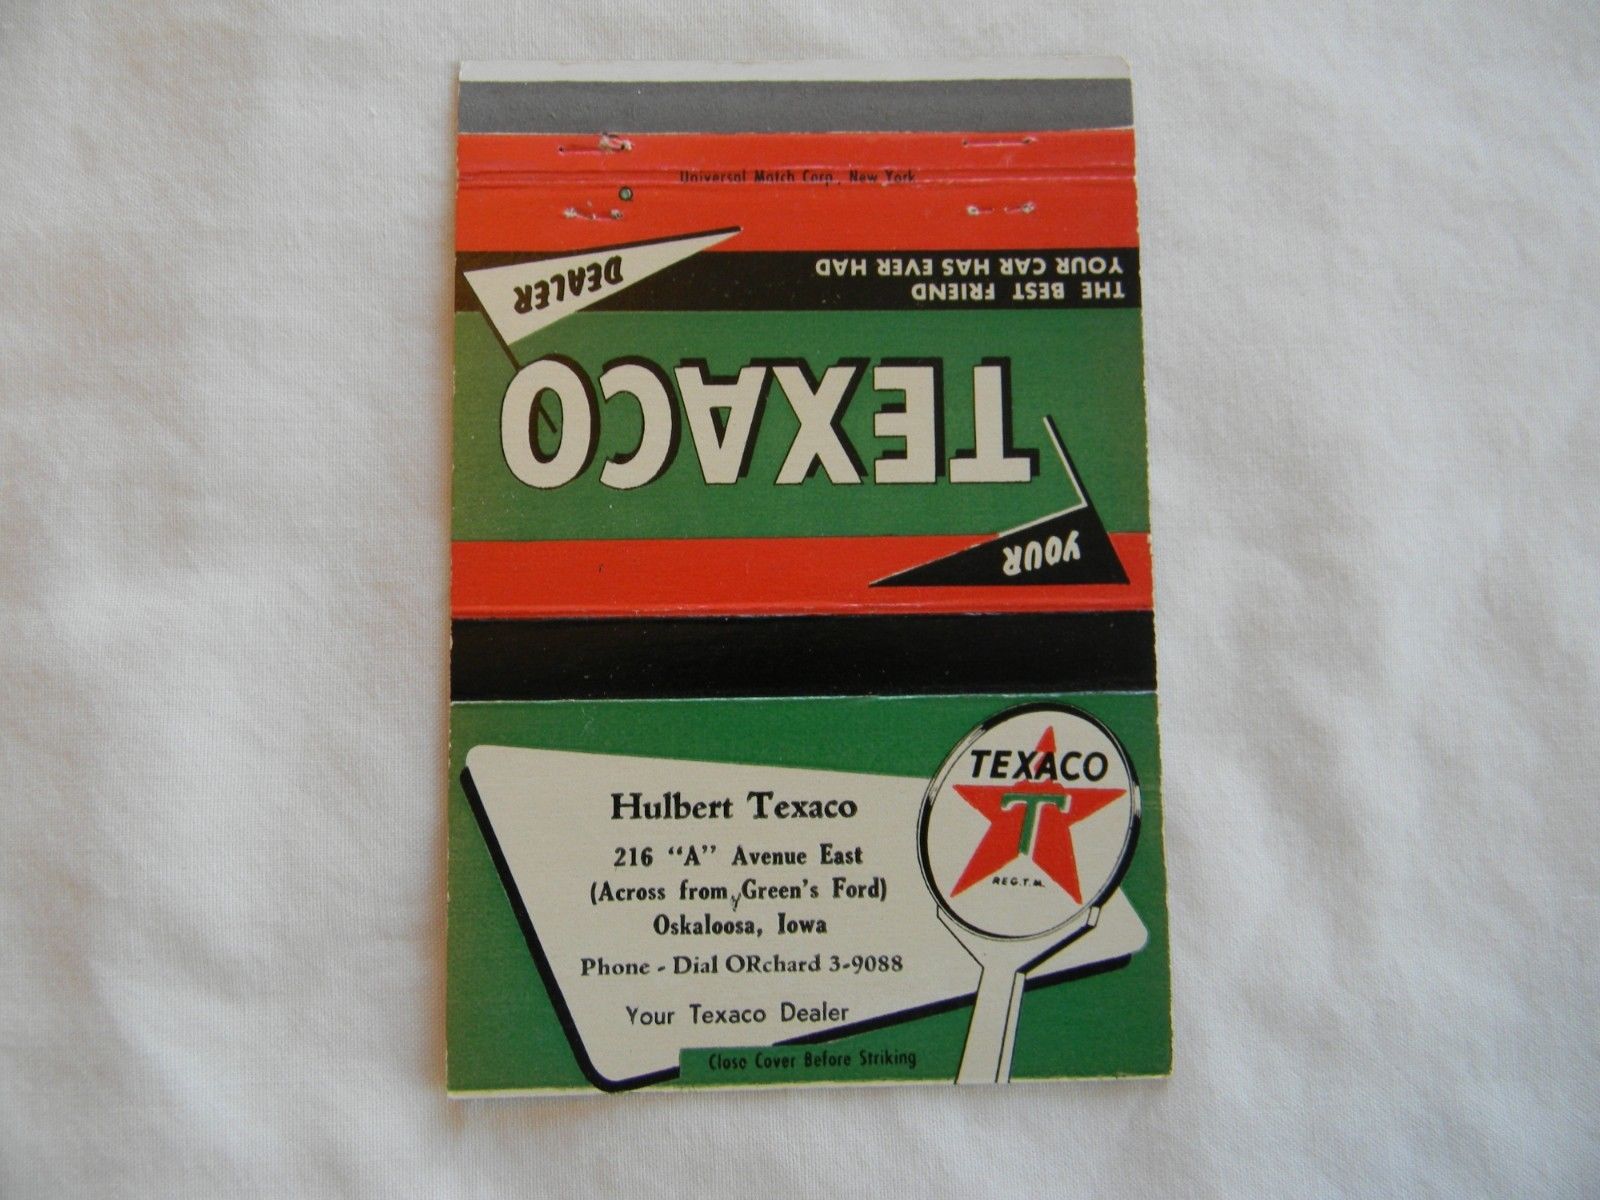 Universal Match Corp., New York
YOUR
TEXACO
DEALER
THE BEST FRIEND
YOUR CAR HAS EVER HAD
TEXACO
T
REG. T. M.
Hulbert Texaco
216 "A" Avenue East
(Across from Green's Ford)
Oskaloosa, Iowa
Phone - Dial ORchard 3-9088
Your Texaco Dealer
Close Cover Before Striking